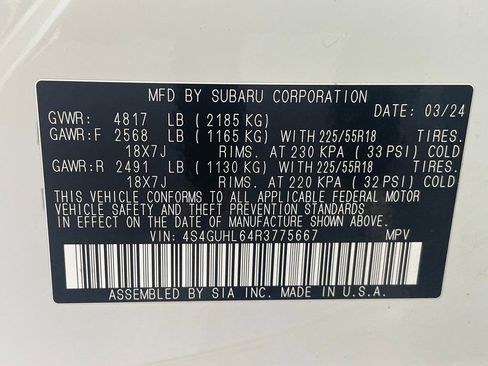 MFD BY SUBARU CORPORATION
GVWR: 4817 LB (2185 KG) DATE: 03/24
GAWR:F 2568 LB (1165 KG) WITH 225/55R18 TIRES.
18X7J RIMS. AT 230 KPA (33 PSI) COLD
GAWR:R 2491 LB (1130 KG) WITH 225/55R18 TIRES.
18X7J RIMS. AT 220 KPA (32 PSI) COLD
THIS VEHICLE CONFORMS TO ALL APPLICABLE FEDERAL MOTOR
VEHICLE SAFETY AND THEFT PREVENTION STANDARDS
IN EFFECT ON THE DATE OF MANUFACTURE SHOWN ABOVE.
VIN: 4S4GUHL64R3775667 MPV
ASSEMBLED BY SIA INC. MADE IN U.S.A.